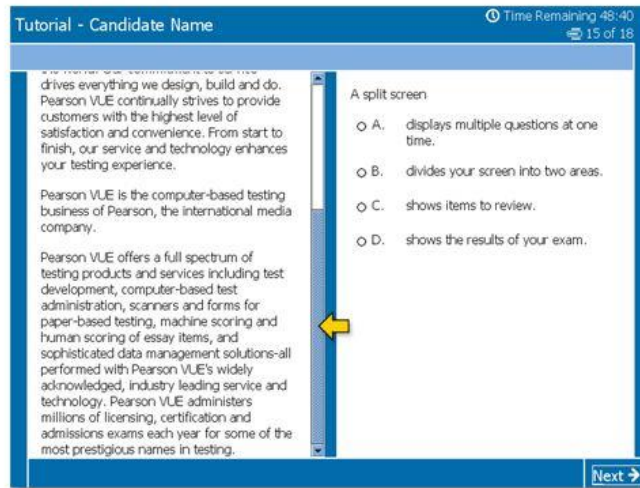 Tutorial - Candidate Name
Time Remaining 48:40
15 of 18
drives everything we design, build and do.
Pearson VUE continually strives to provide
customers with the highest level of
satisfaction and convenience. From start to
finish, our service and technology enhances
your testing experience.
Pearson VUE is the computer-based testing
business of Pearson, the international media
company.
Pearson VUE offers a full spectrum of
testing products and services including test
development, computer-based test
administration, scanners and forms for
paper-based testing, machine scoring and
human scoring of essay items, and
sophisticated data management solutions-all
performed with Pearson VUE's widely
acknowledged, industry leading service and
technology. Pearson VUE administers
millions of licensing, certification and
admissions exams each year for some of the
most prestigious names in testing.
A split screen
A. displays multiple questions at one
time.
B. divides your screen into two areas.
C. shows items to review.
D. shows the results of your exam.
Next